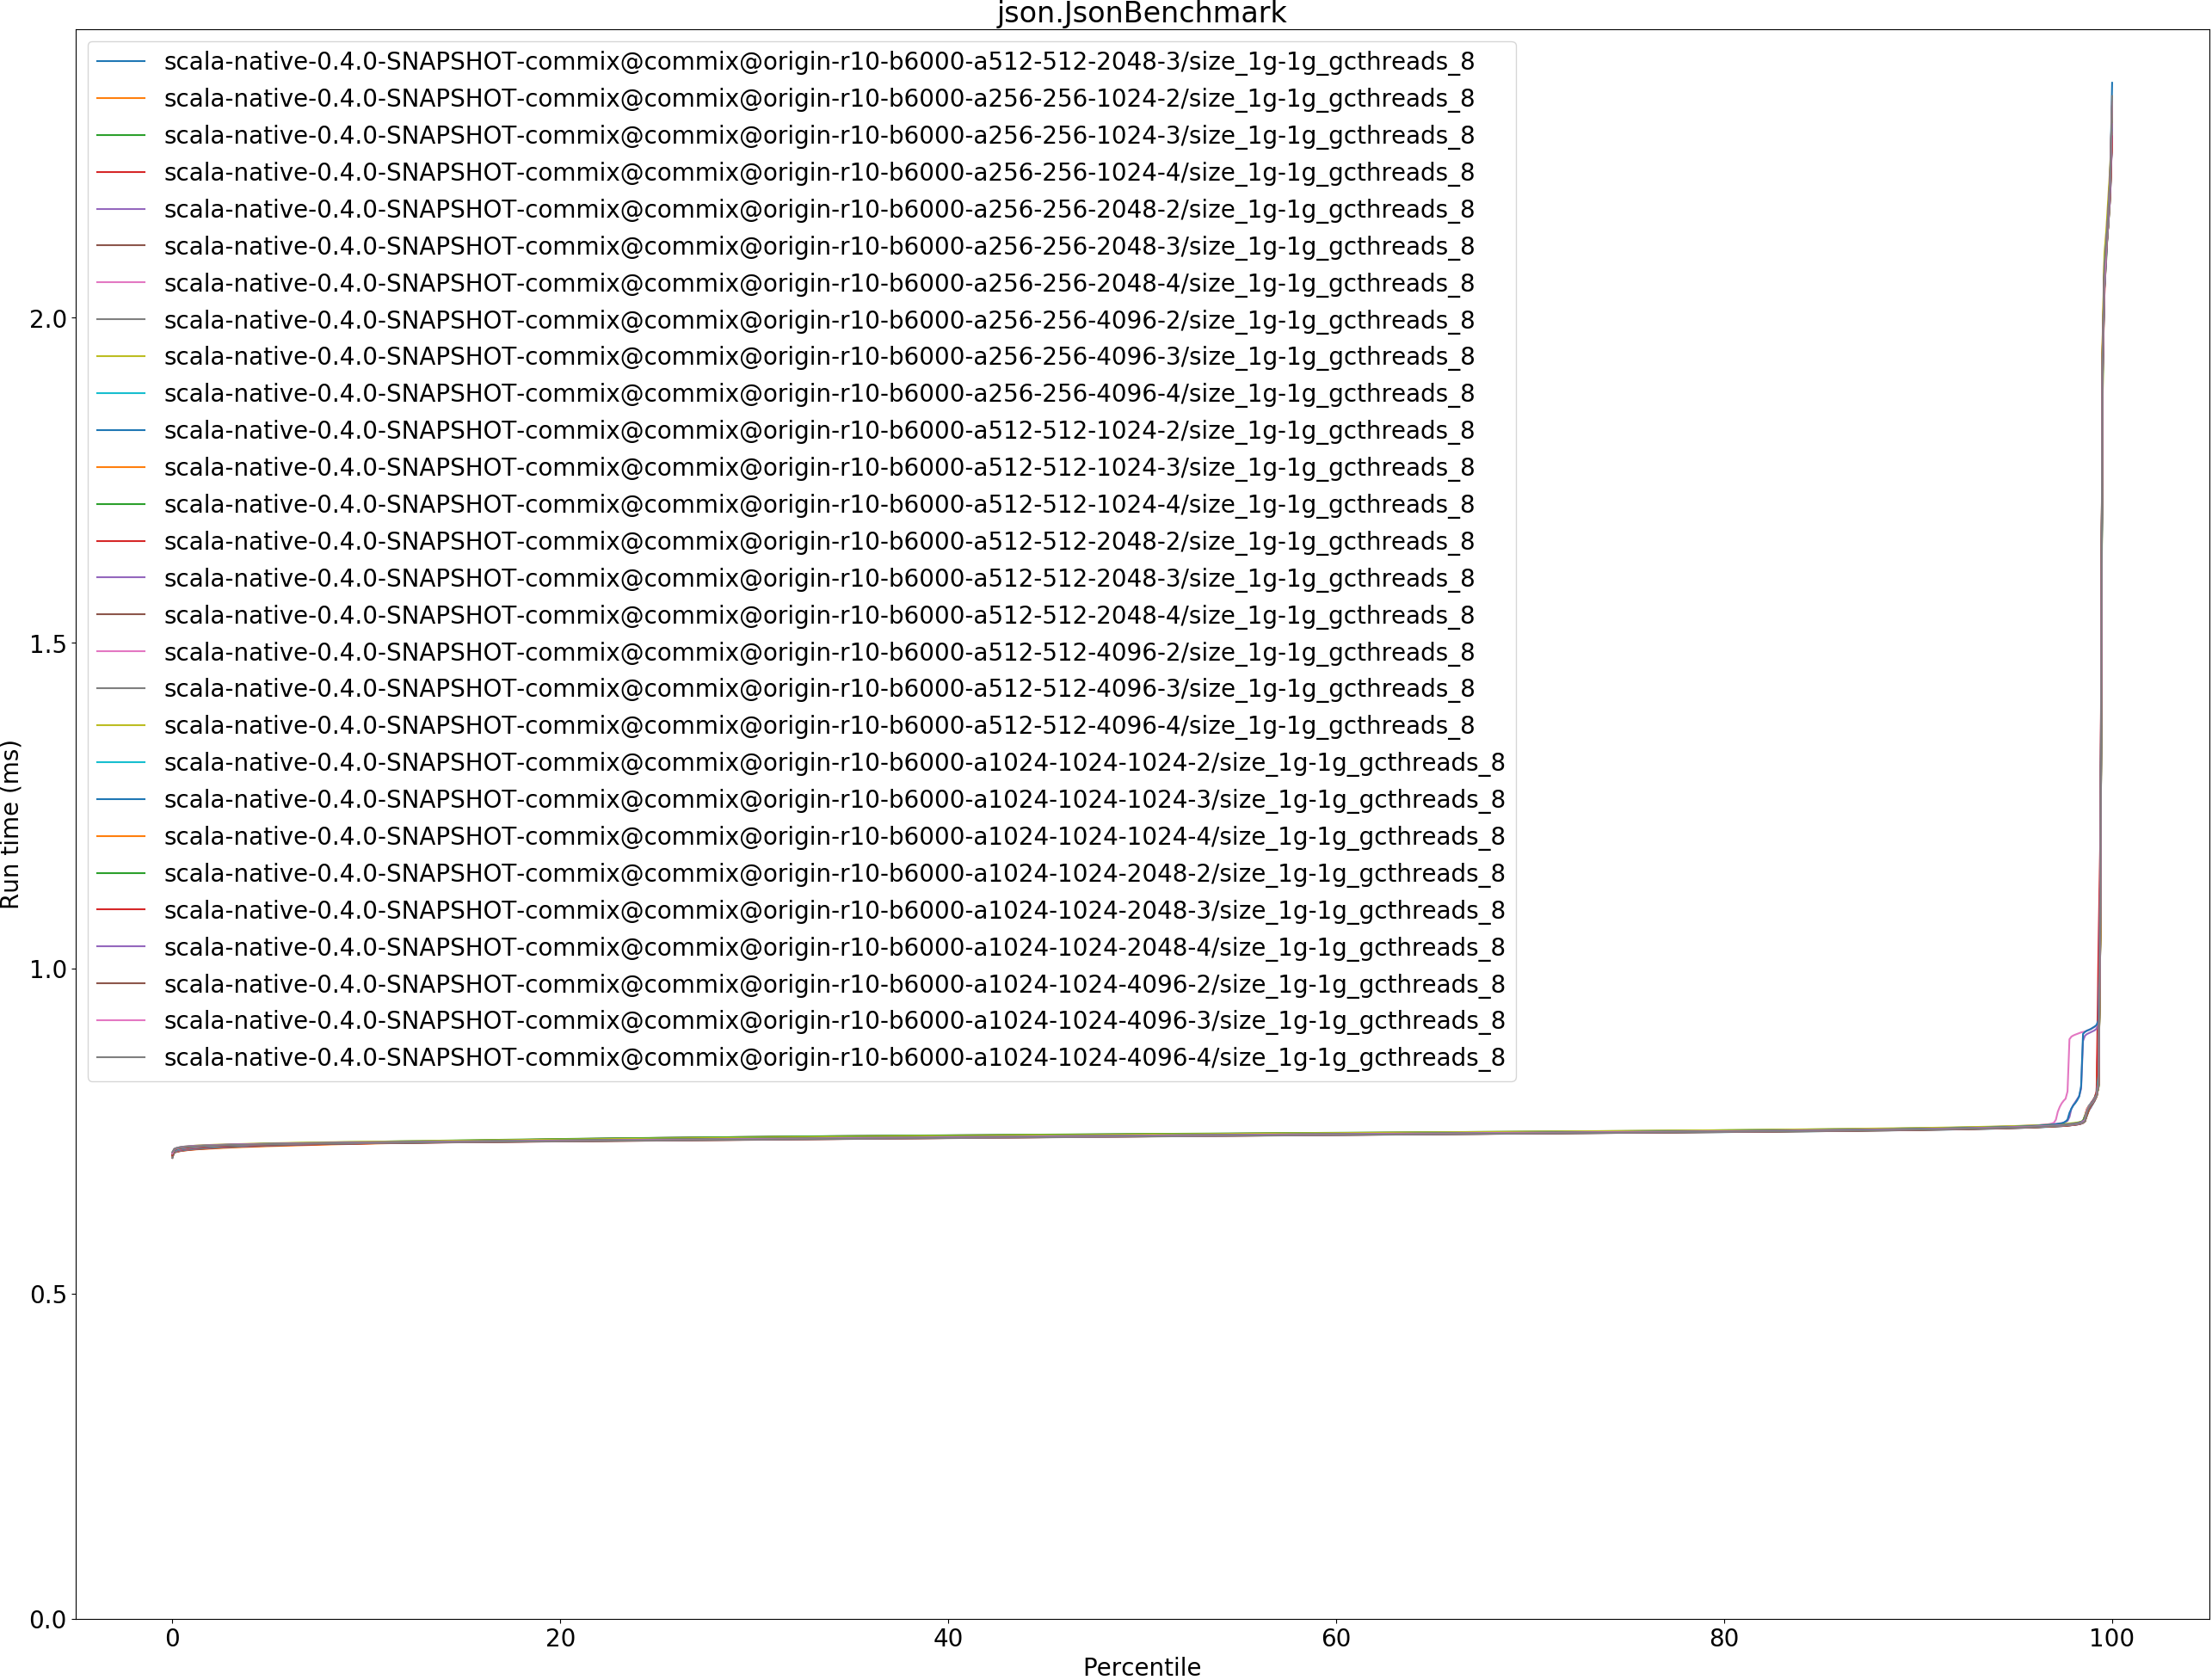 json.JsonBenchmark
scala-native-0.4.0-SNAPSHOT-commix@commix@origin-r10-b6000-a512-512-2048-3/size_1g-1g_gcthreads_8
scala-native-0.4.0-SNAPSHOT-commix@commix@origin-r10-b6000-a256-256-1024-2/size_1g-1g_gcthreads_8
scala-native-0.4.0-SNAPSHOT-commix@commix@origin-r10-b6000-a256-256-1024-3/size_1g-1g_gcthreads_8
scala-native-0.4.0-SNAPSHOT-commix@commix@origin-r10-b6000-a256-256-1024-4/size_1g-1g_gcthreads_8
scala-native-0.4.0-SNAPSHOT-commix@commix@origin-r10-b6000-a256-256-2048-2/size_1g-1g_gcthreads_8
scala-native-0.4.0-SNAPSHOT-commix@commix@origin-r10-b6000-a256-256-2048-3/size_1g-1g_gcthreads_8
scala-native-0.4.0-SNAPSHOT-commix@commix@origin-r10-b6000-a256-256-2048-4/size_1g-1g_gcthreads_8
scala-native-0.4.0-SNAPSHOT-commix@commix@origin-r10-b6000-a256-256-4096-2/size_1g-1g_gcthreads_8
scala-native-0.4.0-SNAPSHOT-commix@commix@origin-r10-b6000-a256-256-4096-3/size_1g-1g_gcthreads_8
scala-native-0.4.0-SNAPSHOT-commix@commix@origin-r10-b6000-a256-256-4096-4/size_1g-1g_gcthreads_8
scala-native-0.4.0-SNAPSHOT-commix@commix@origin-r10-b6000-a512-512-1024-2/size_1g-1g_gcthreads_8
scala-native-0.4.0-SNAPSHOT-commix@commix@origin-r10-b6000-a512-512-1024-3/size_1g-1g_gcthreads_8
scala-native-0.4.0-SNAPSHOT-commix@commix@origin-r10-b6000-a512-512-1024-4/size_1g-1g_gcthreads_8
scala-native-0.4.0-SNAPSHOT-commix@commix@origin-r10-b6000-a512-512-2048-2/size_1g-1g_gcthreads_8
scala-native-0.4.0-SNAPSHOT-commix@commix@origin-r10-b6000-a512-512-2048-3/size_1g-1g_gcthreads_8
scala-native-0.4.0-SNAPSHOT-commix@commix@origin-r10-b6000-a512-512-2048-4/size_1g-1g_gcthreads_8
scala-native-0.4.0-SNAPSHOT-commix@commix@origin-r10-b6000-a512-512-4096-2/size_1g-1g_gcthreads_8
scala-native-0.4.0-SNAPSHOT-commix@commix@origin-r10-b6000-a512-512-4096-3/size_1g-1g_gcthreads_8
scala-native-0.4.0-SNAPSHOT-commix@commix@origin-r10-b6000-a512-512-4096-4/size_1g-1g_gcthreads_8
scala-native-0.4.0-SNAPSHOT-commix@commix@origin-r10-b6000-a1024-1024-1024-2/size_1g-1g_gcthreads_8
scala-native-0.4.0-SNAPSHOT-commix@commix@origin-r10-b6000-a1024-1024-1024-3/size_1g-1g_gcthreads_8
scala-native-0.4.0-SNAPSHOT-commix@commix@origin-r10-b6000-a1024-1024-1024-4/size_1g-1g_gcthreads_8
scala-native-0.4.0-SNAPSHOT-commix@commix@origin-r10-b6000-a1024-1024-2048-2/size_1g-1g_gcthreads_8
scala-native-0.4.0-SNAPSHOT-commix@commix@origin-r10-b6000-a1024-1024-2048-3/size_1g-1g_gcthreads_8
scala-native-0.4.0-SNAPSHOT-commix@commix@origin-r10-b6000-a1024-1024-2048-4/size_1g-1g_gcthreads_8
scala-native-0.4.0-SNAPSHOT-commix@commix@origin-r10-b6000-a1024-1024-4096-2/size_1g-1g_gcthreads_8
scala-native-0.4.0-SNAPSHOT-commix@commix@origin-r10-b6000-a1024-1024-4096-3/size_1g-1g_gcthreads_8
scala-native-0.4.0-SNAPSHOT-commix@commix@origin-r10-b6000-a1024-1024-4096-4/size_1g-1g_gcthreads_8
2.0
1.5
1.0
0.5
0.0
Run time (ms)
0 20 40 60 80 100
Percentile